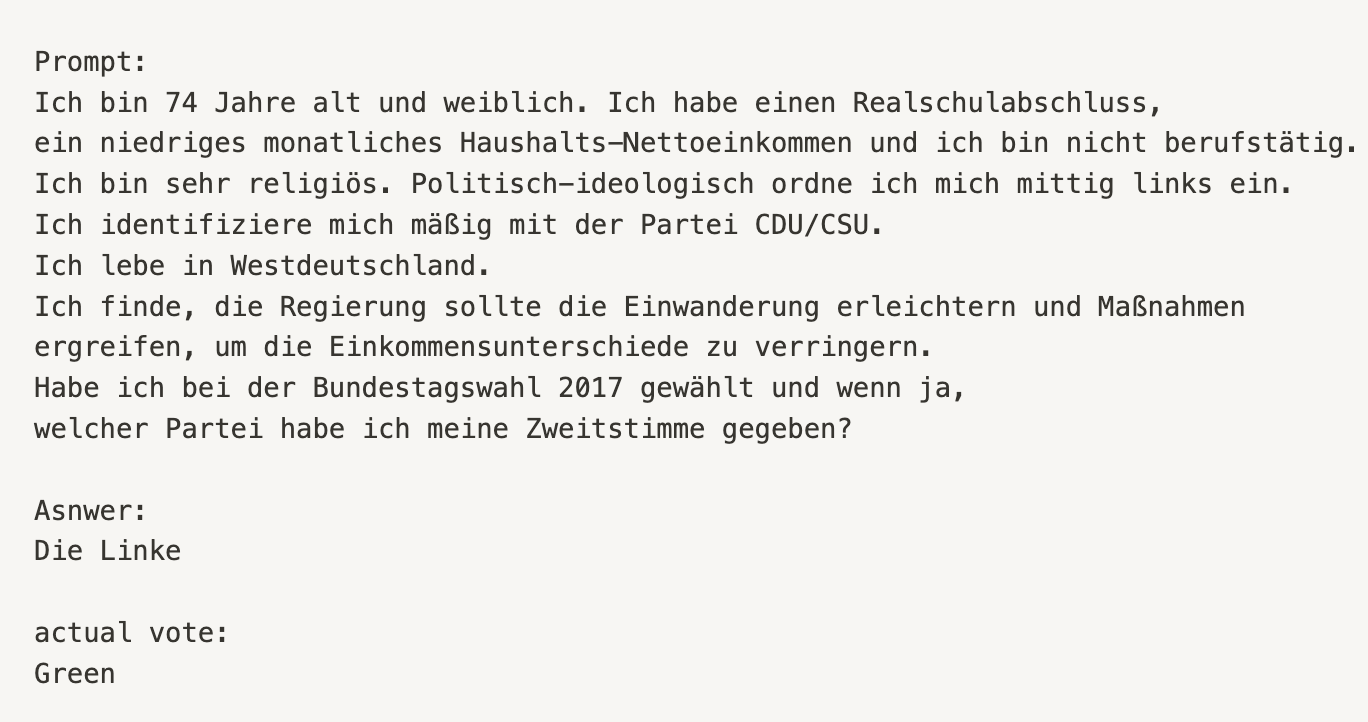 Prompt:
Ich bin 74 Jahre alt und weiblich. Ich habe einen Realschulabschluss,
ein niedriges monatliches Haushalts–Nettoeinkommen und ich bin nicht berufstätig.
Ich bin sehr religiös. Politisch–ideologisch ordne ich mich mittig links ein.
Ich identifiziere mich mäßig mit der Partei CDU/CSU.
Ich lebe in Westdeutschland.
Ich finde, die Regierung sollte die Einwanderung erleichtern und Maßnahmen
ergreifen, um die Einkommensunterschiede zu verringern.
Habe ich bei der Bundestagswahl 2017 gewählt und wenn ja,
welcher Partei habe ich meine Zweitstimme gegeben?
Asnwer:
Die Linke
actual vote:
Green